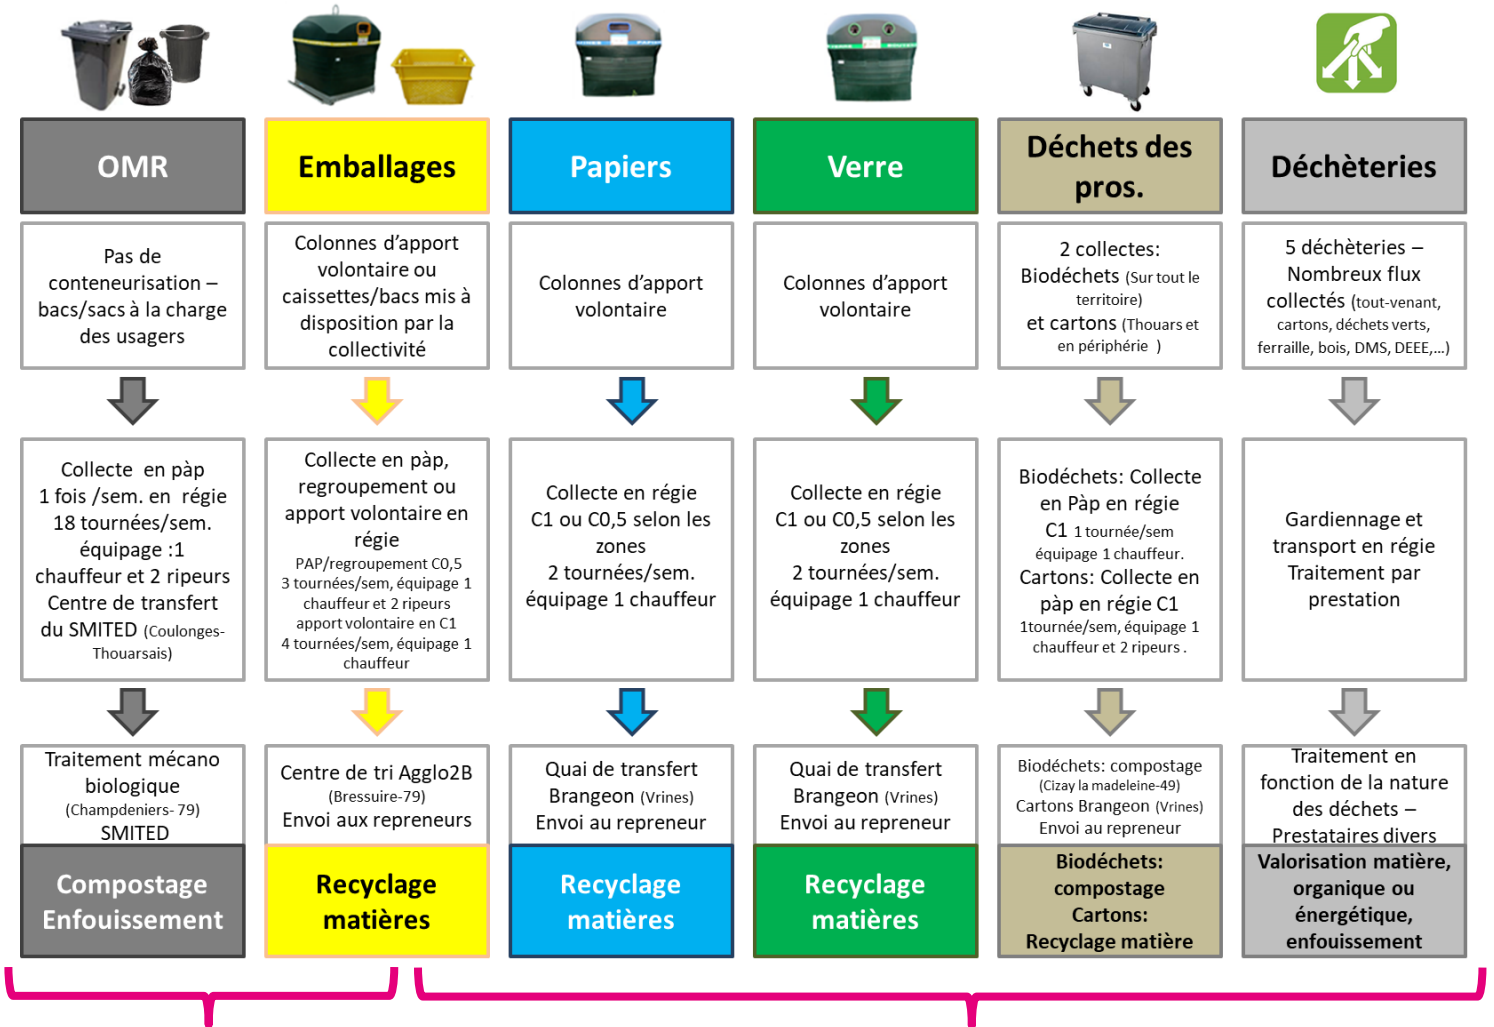 OMR
Emballages
Papiers
Verre
Déchets des
pros.
Déchèteries
Pas de
conteneurisation –
bacs/sacs à la charge
des usagers
Colonnes d’apport
volontaire ou
caissettes/bacs mis à
disposition par la
collectivité
Colonnes d’apport
volontaire
Colonnes d’apport
volontaire
2 collectes:
Biodéchets (Sur tout le
territoire)
et cartons (Thouars et
en périphérie )
5 déchèteries –
Nombreux flux
collectés (tout-venant,
cartons, déchets verts,
ferraille, bois, DMS, DEEE,...)
Collecte en pàp
1 fois /sem. en régie
18 tournées/sem.
équipage :1
chauffeur et 2 ripeurs
Centre de transfert
du SMITED (Coulonges-
Thouarsais)
Collecte en pàp,
regroupement ou
apport volontaire en
régie
PAP/regroupement C0,5
3 tournées/sem, équipage 1
chauffeur et 2 ripeurs
apport volontaire en C1
4 tournées/sem, équipage 1
chauffeur
Collecte en régie
C1 ou C0,5 selon les
zones
2 tournées/sem.
équipage 1 chauffeur
Collecte en régie
C1 ou C0,5 selon les
zones
2 tournées/sem.
équipage 1 chauffeur
Biodéchets: Collecte
en Pàp en régie
C1 1 tournée/sem
équipage 1 chauffeur.
Cartons: Collecte en
pàp en régie C1
1tournée/sem, équipage 1
chauffeur et 2 ripeurs .
Gardiennage et
transport en régie
Traitement par
prestation
Traitement mécano
biologique
(Champdeniers- 79)
SMITED
Centre de tri Agglo2B
(Bressuire-79)
Envoi aux repreneurs
Quai de transfert
Brangeon (Vrines)
Envoi au repreneur
Quai de transfert
Brangeon (Vrines)
Envoi au repreneur
Biodéchets: compostage
(Cizay la madeleine-49)
Cartons Brangeon (Vrines)
Envoi au repreneur
Traitement en
fonction de la nature
des déchets –
Prestataires divers
Compostage
Enfouissement
Recyclage
matières
Recyclage
matières
Recyclage
matières
Biodéchets:
compostage
Cartons:
Recyclage matière
Valorisation matière,
organique ou
énergétique,
enfouissement